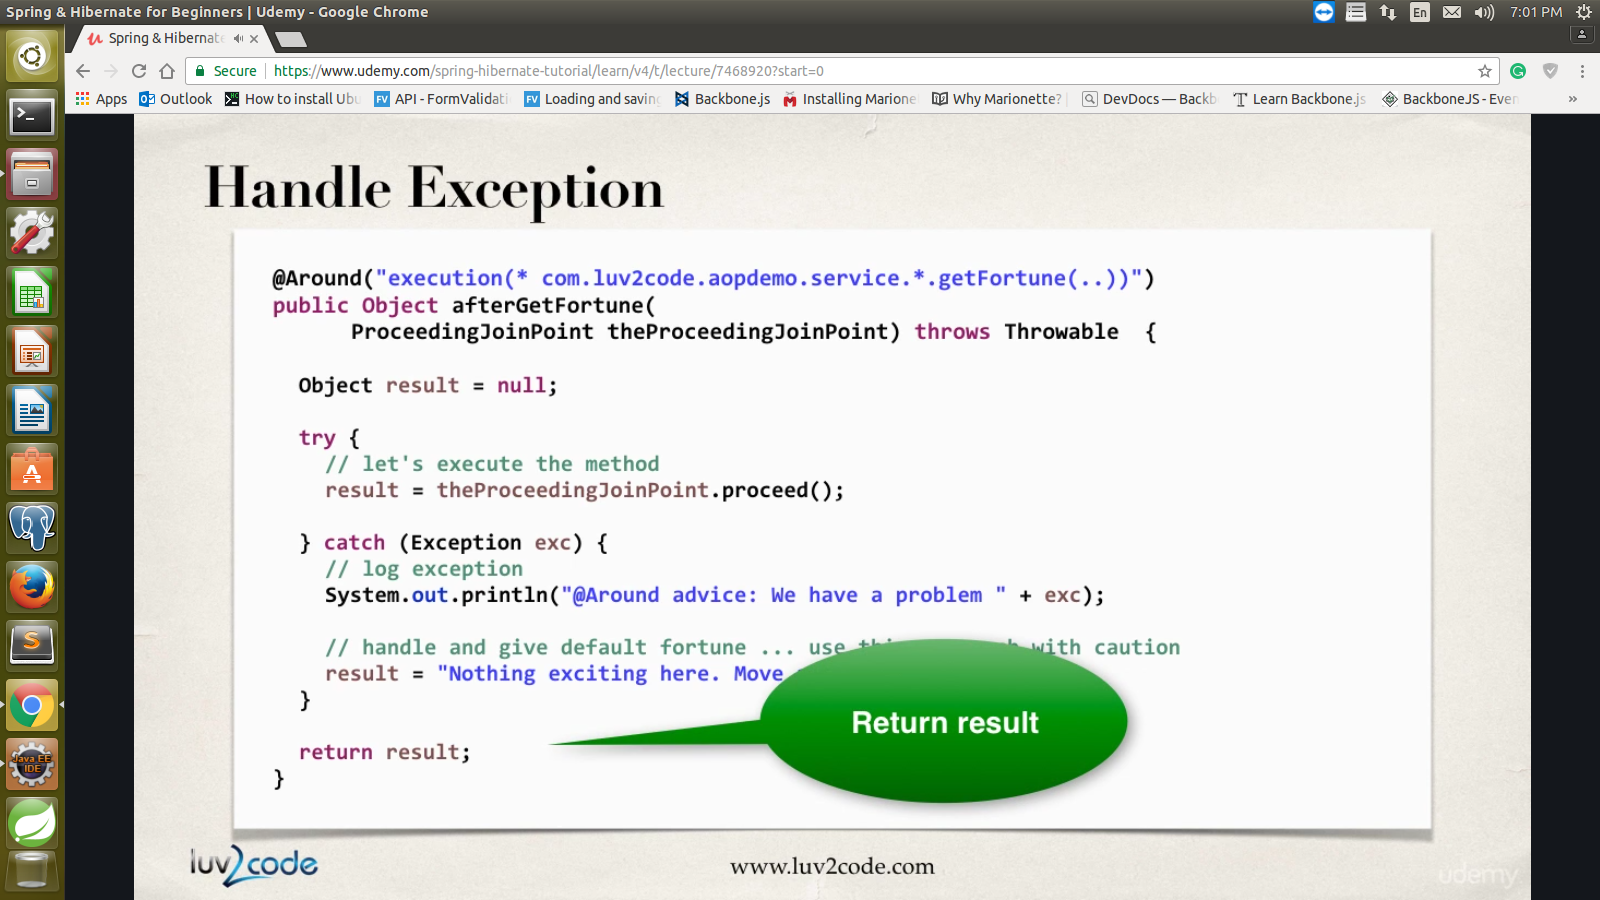 Spring & Hibernate for Beginners | Udemy - Google Chrome
En
7:01 PM
Spring & Hibernate
Secure
https://www.udemy.com/spring-hibernate-tutorial/learn/v4/t/lecture/7468920?start=0
Apps
Outlook
How to install Ubu
FV API - FormValidati
FV Loading and saving
Backbone.js
Installing Marione
Why Marionette?
DevDocs — Backb
Learn Backbone.js
BackboneJS - Even
»
Handle Exception
@Around("execution(* com.luv2code.aopdemo.service.*.getFortune(..))")
public Object afterGetFortune(
ProceedingJoinPoint theProceedingJoinPoint) throws Throwable {
Object result = null;
try {
// let's execute the method
result = theProceedingJoinPoint.proceed();
} catch (Exception exc) {
// log exception
System.out.println("@Around advice: We have a problem " + exc);
// handle and give default fortune ... use with caution
result = "Nothing exciting here. Move
}
Return result
return result;
}
Java EE
IDE
luv2code
www.luv2code.com
udemy